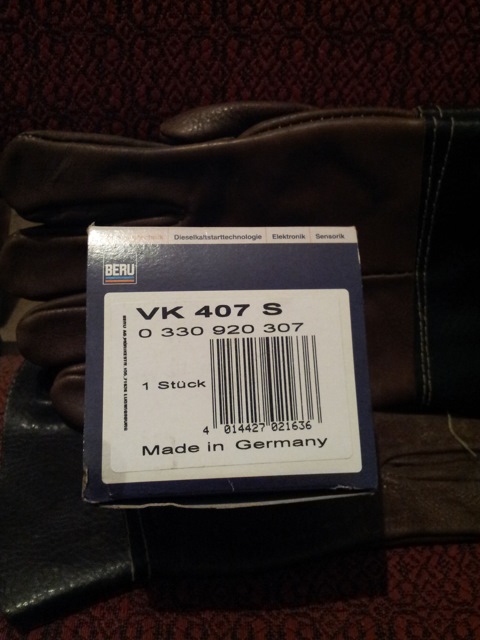 Dieselkaltstarttechnologie Elektronik Sensorik
BERU
VK 407 S
0 330 920 307
1 Stück
4 014427 021636
Made in Germany